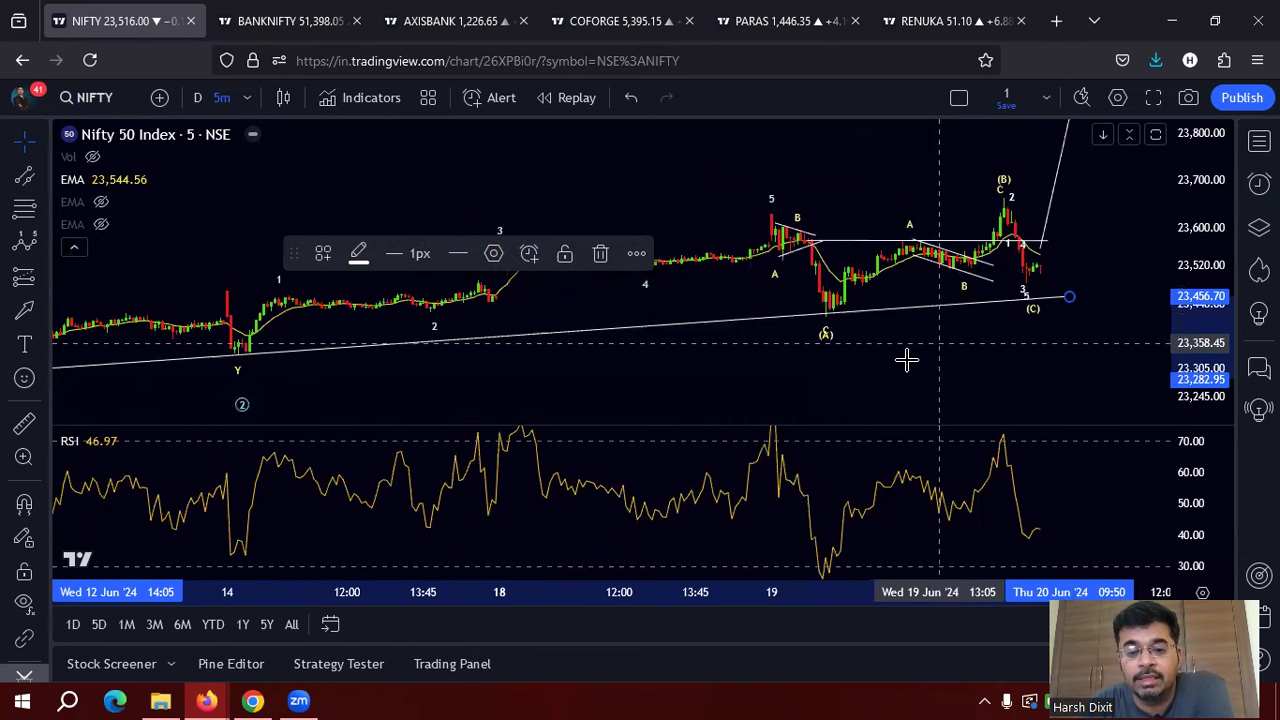 NIFTY 23,516.00 ▼ −0.
BANKNIFTY 51,398.05
AXISBANK 1,226.65 ▲
COFORGE 5,395.15 ▲
PARAS 1,446.35 ▲ +4.
RENUKA 51.10 ▲ +6.88
https://in.tradingview.com/chart/26XPBi0r/?symbol=NSE%3ANIFTY
H
41
NIFTY
D 5m
Indicators
Alert
Replay
1
Save
Publish
50 Nifty 50 Index · 5 · NSE
Vol
EMA 23,544.56
EMA
EMA
1px
Y
2
1
2
3
4
5
A
B
C
(A)
A
B
(B)
C
2
1
4
3
5
(C)
23,800.00
23,700.00
23,600.00
23,520.00
23,456.70
23,358.45
23,305.00
23,282.95
23,245.00
RSI 46.97
70.00
60.00
50.00
40.00
30.00
Wed 12 Jun '24 14:05
14
12:00
13:45
18
12:00
13:45
19
Wed 19 Jun '24 13:05
Thu 20 Jun '24 09:50
12:0
1D 5D 1M 3M 6M YTD 1Y 5Y All
Stock Screener
Pine Editor
Strategy Tester
Trading Panel
zm
Harsh Dixit